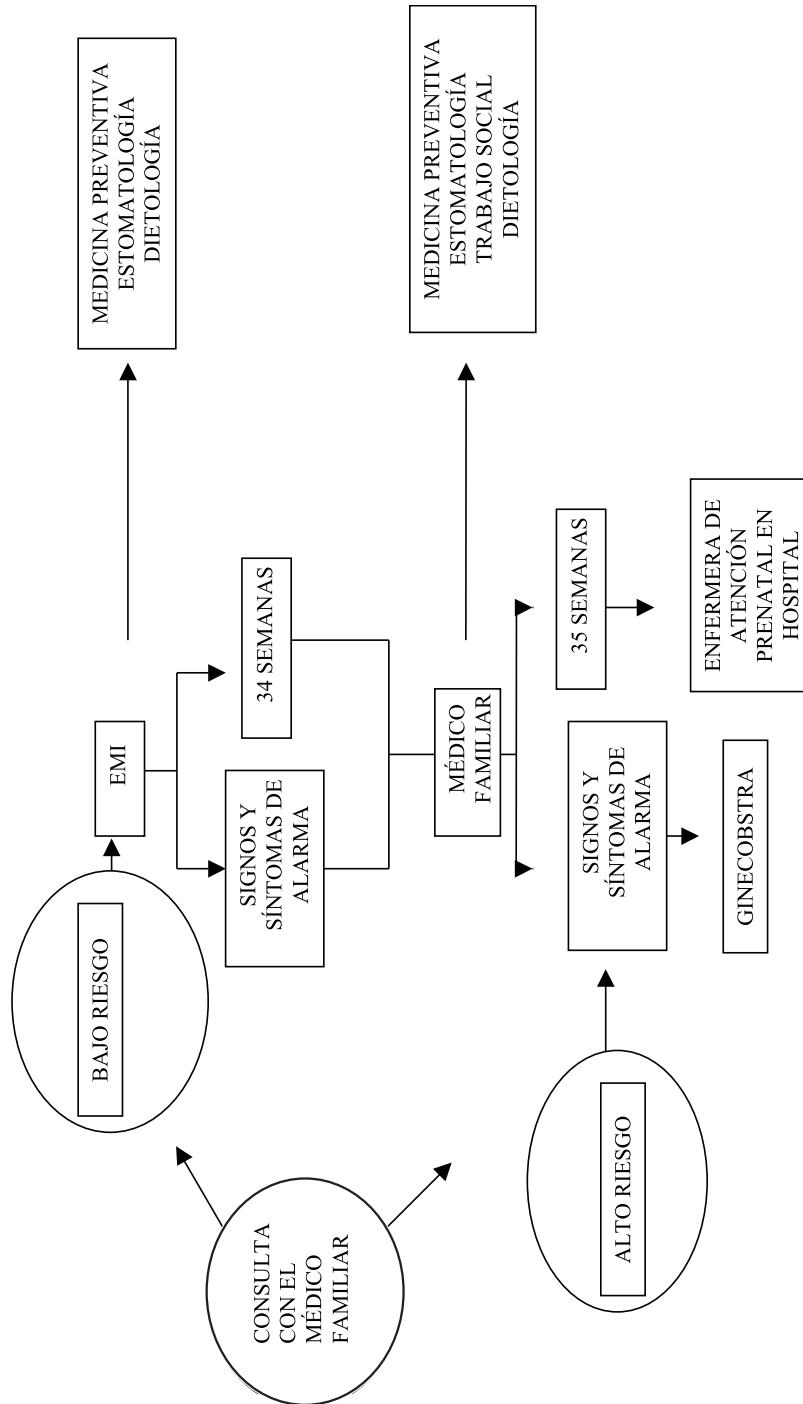 CONSULTA
CON EL
MÉDICO
FAMILIAR
BAJO RIESGO
EMI
MEDICINA PREVENTIVA
ESTOMATOLOGÍA
DIETOLOGÍA
SIGNOS Y
SÍNTOMAS DE
ALARMA
34 SEMANAS
MÉDICO
FAMILIAR
MEDICINA PREVENTIVA
ESTOMATOLOGÍA
TRABAJO SOCIAL
DIETOLOGÍA
ALTO RIESGO
SIGNOS Y
SÍNTOMAS DE
ALARMA
35 SEMANAS
GINECOBSTRA
ENFERMERA DE
ATENCIÓN
PRENATAL EN
HOSPITAL